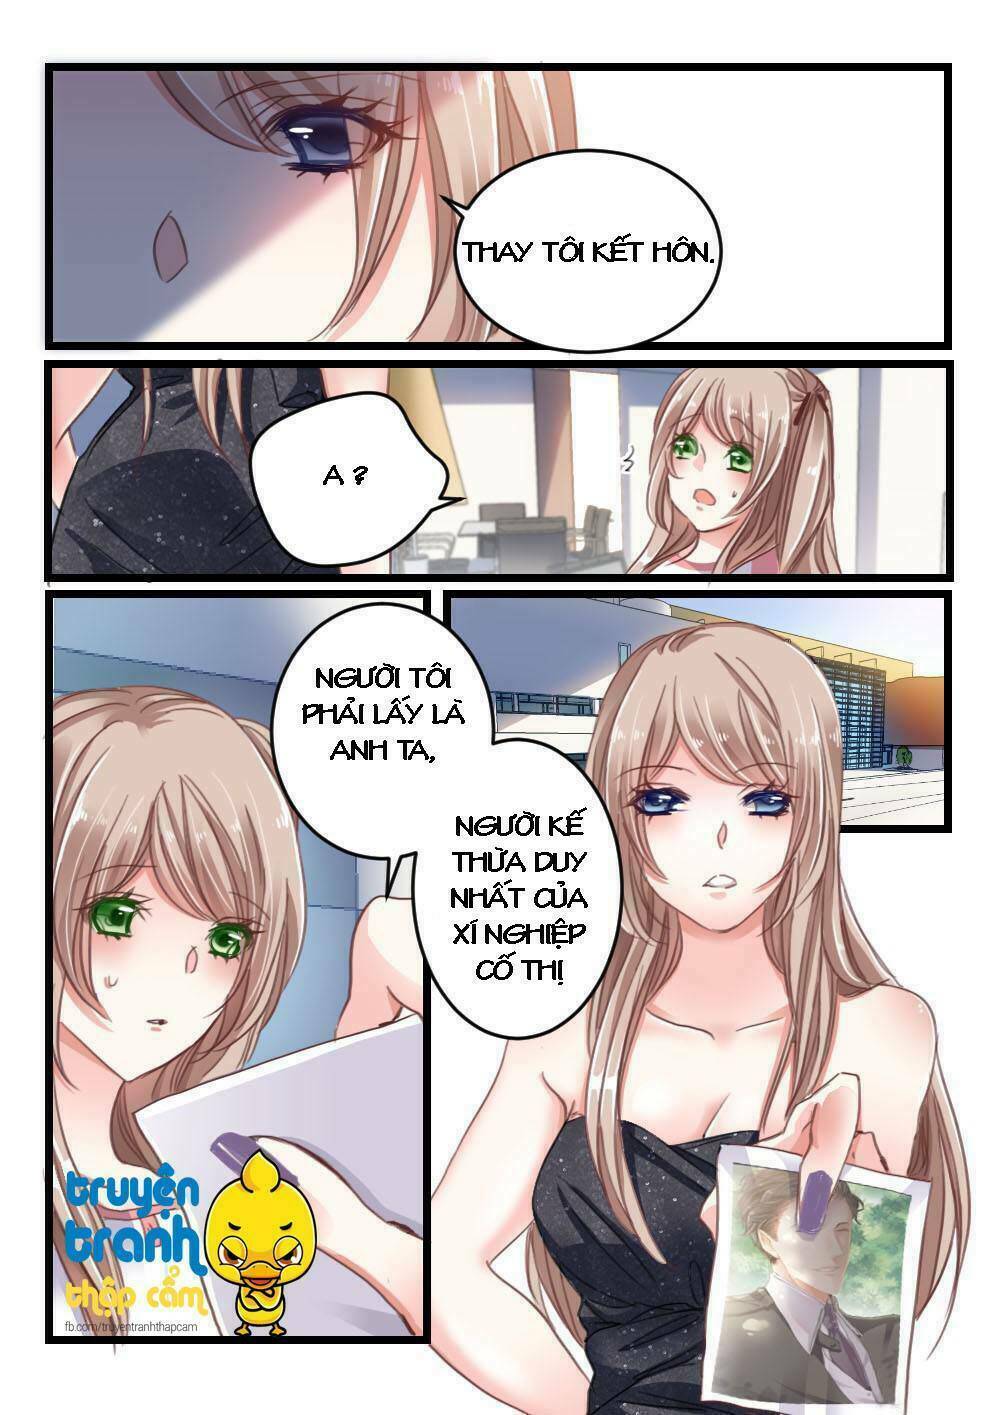 THAY TÔI KẾT HÔN.
A ?
NGƯỜI TÔI
PHẢI LẤY LÀ
ANH TA,
NGƯỜI KẾ
THỪA DUY
NHẤT CỦA
XÍ NGHIỆP
CỐ THỊ
truyện
tranh
thập cẩm
fb.com/truyentranhthapcam